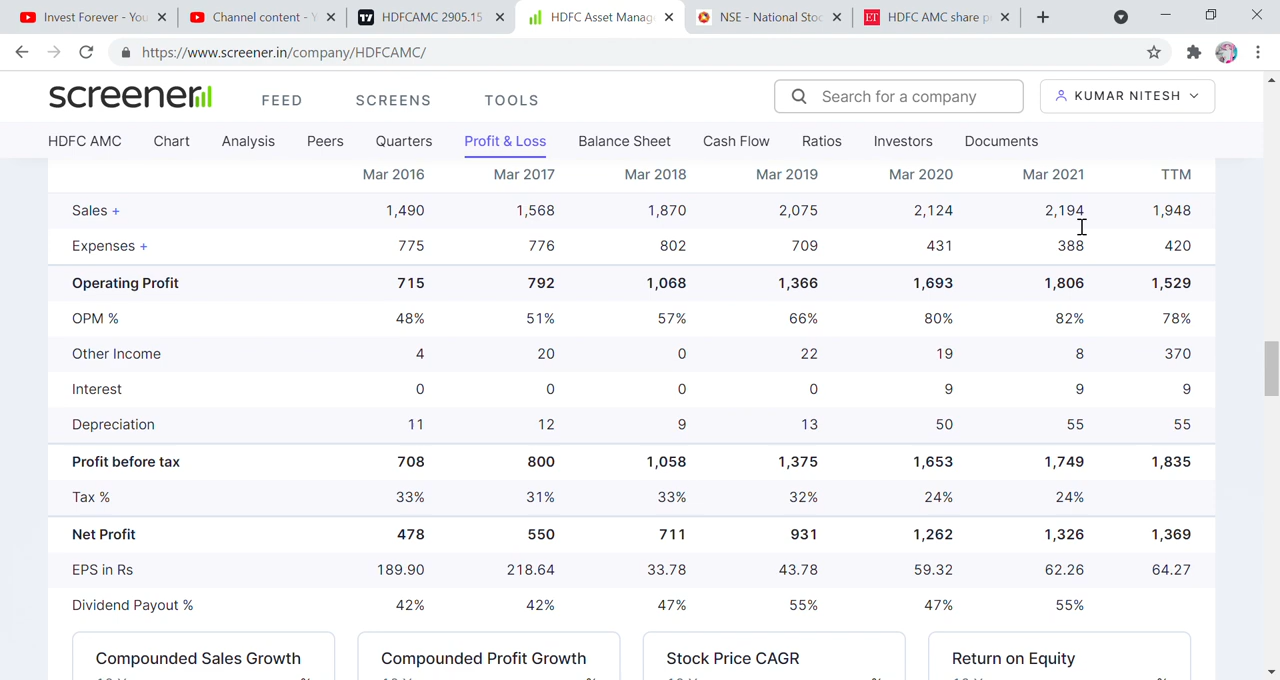 Invest Forever - You
Channel content - Y
HDFCAMC 2905.15
HDFC Asset Manag
NSE - National Stoc
ET HDFC AMC share p
https://www.screener.in/company/HDFCAMC/
screener
FEED SCREENS TOOLS
Search for a company
KUMAR NITESH
HDFC AMC Chart Analysis Peers Quarters Profit & Loss Balance Sheet Cash Flow Ratios Investors Documents
Mar 2016 Mar 2017 Mar 2018 Mar 2019 Mar 2020 Mar 2021 TTM
Sales + 1,490 1,568 1,870 2,075 2,124 2,194 1,948
Expenses + 775 776 802 709 431 388 420
Operating Profit 715 792 1,068 1,366 1,693 1,806 1,529
OPM % 48% 51% 57% 66% 80% 82% 78%
Other Income 4 20 0 22 19 8 370
Interest 0 0 0 0 9 9 9
Depreciation 11 12 9 13 50 55 55
Profit before tax 708 800 1,058 1,375 1,653 1,749 1,835
Tax % 33% 31% 33% 32% 24% 24%
Net Profit 478 550 711 931 1,262 1,326 1,369
EPS in Rs 189.90 218.64 33.78 43.78 59.32 62.26 64.27
Dividend Payout % 42% 42% 47% 55% 47% 55%
Compounded Sales Growth Compounded Profit Growth Stock Price CAGR Return on Equity